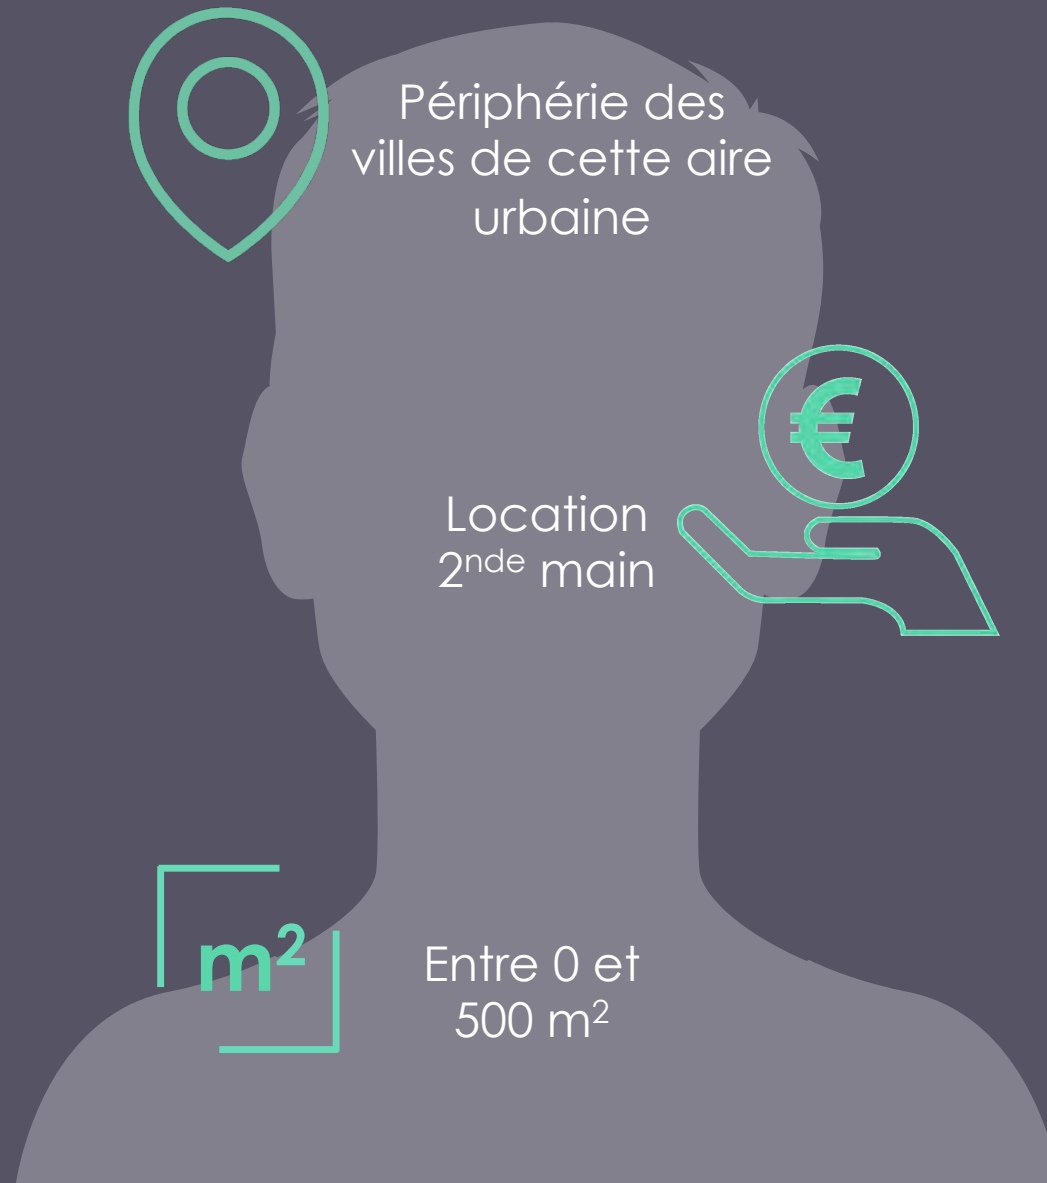 Périphérie des
villes de cette aire
urbaine
€
Location
2nde main
m²
Entre 0 et
500 m²